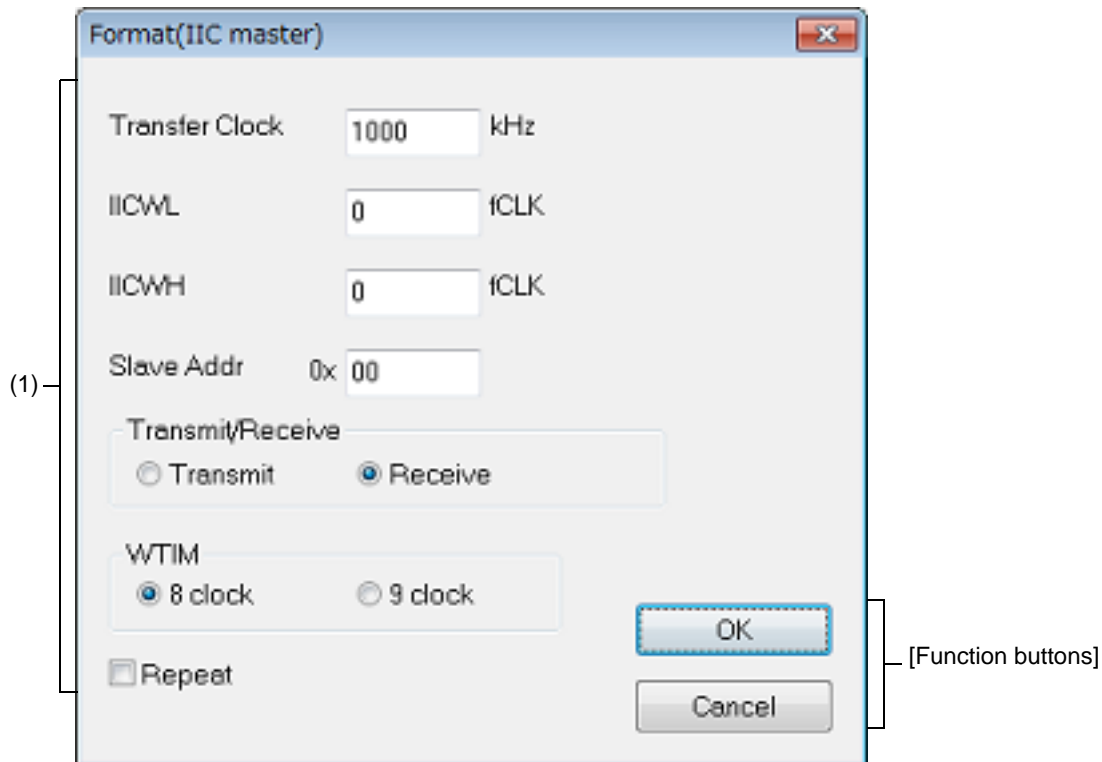 Format(IIC master)
Transfer Clock 1000 kHz
IICWL 0 fCLK
IICWH 0 fCLK
Slave Addr 0x 00
(1)
Transmit/Receive
Transmit Receive
WTIM
8 clock 9 clock
OK
[Function buttons]
Repeat
Cancel